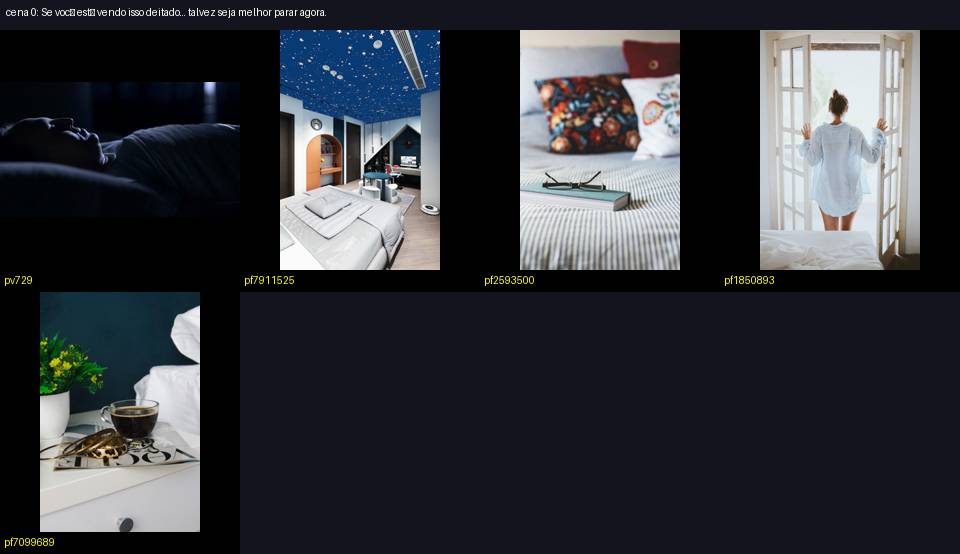 cena 0: Se voc□ est□ vendo isso deitado... talvez seja melhor parar agora.
pv729
pf7911525
pf2593500
pf1850893
pf7099689